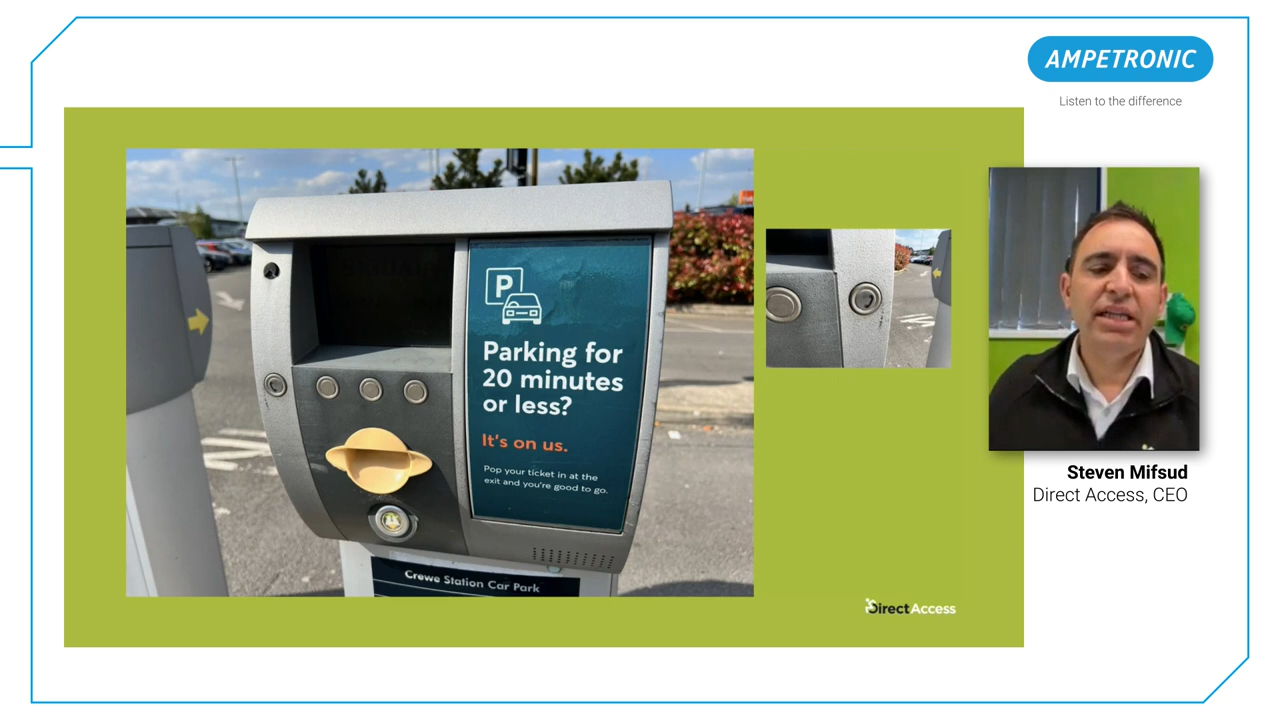 AMPETRONIC
Listen to the difference
P
Parking for
20 minutes
or less?
It's on us.
Pop your ticket in at the
exit and you're good to go.
Crewe Station Car Park
DirectAccess
Steven Mifsud
Direct Access, CEO